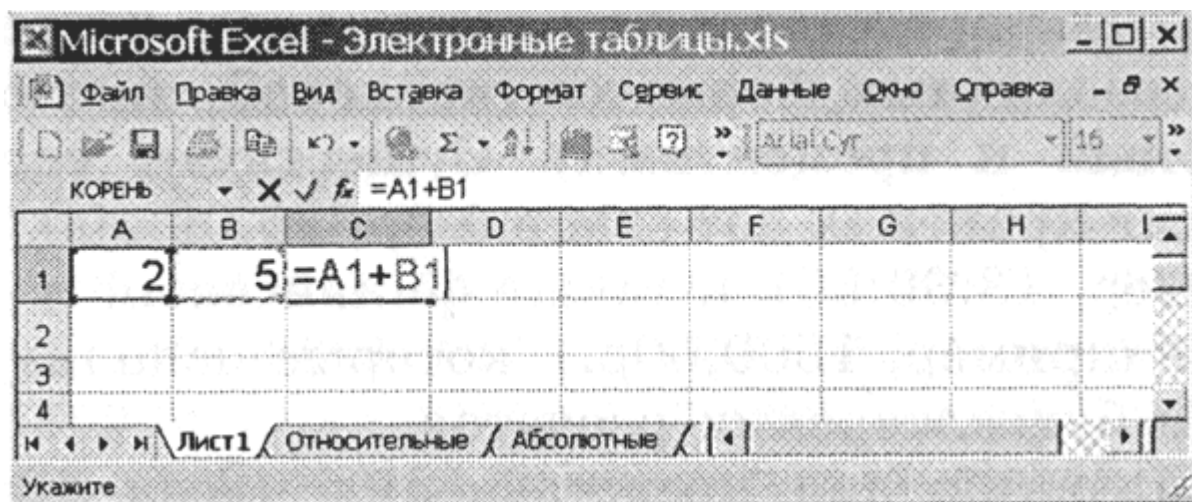 Microsoft Excel - Электронные таблицы.xls
Файл Правка Вид Вставка Формат Сервис Данные Окно Справка
Arial Cyr 16
КОРЕНЬ =A1+B1
A B C D E F G H I
1 2 5 =A1+B1
2
3
4
Лист1 Относительные Абсолютные
Укажите